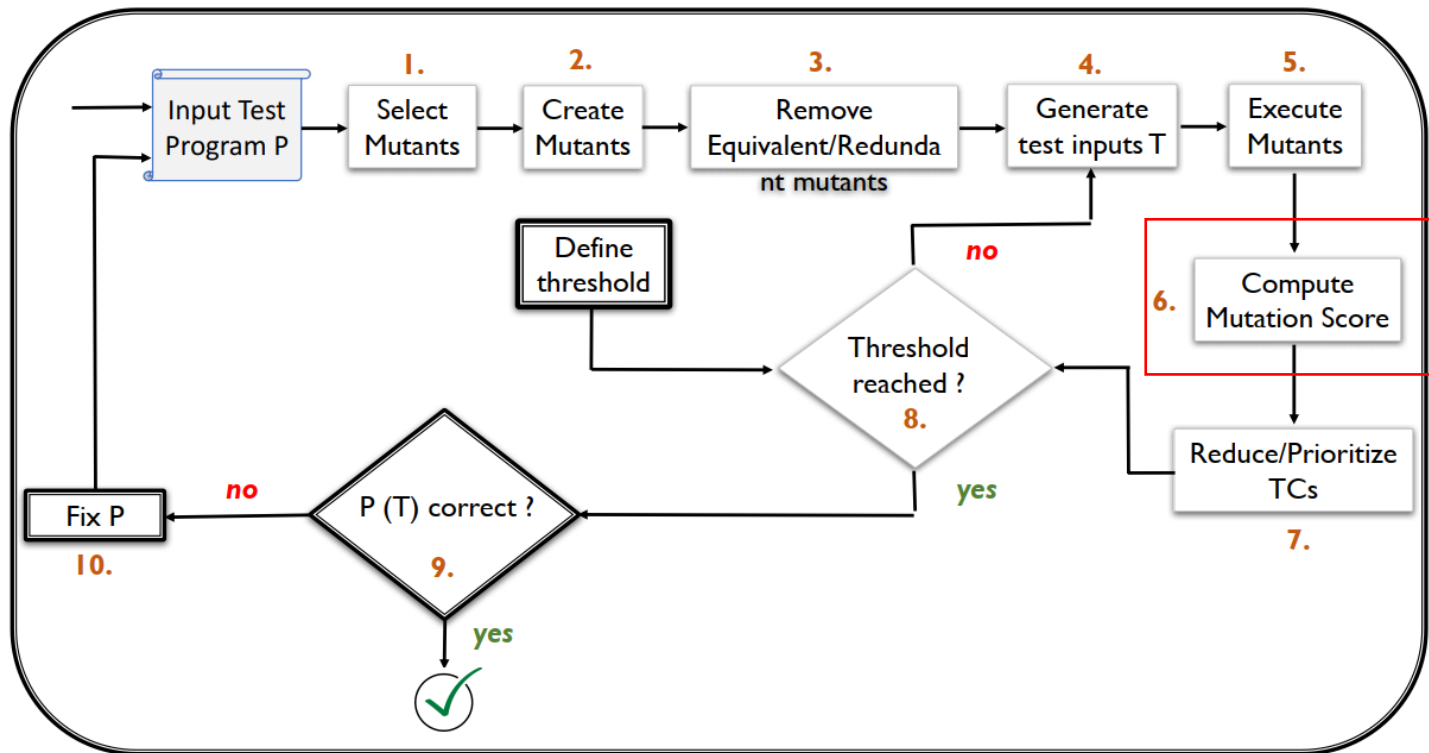 1.
2.
3.
4.
5.
Input Test
Program P
Select
Mutants
Create
Mutants
Remove
Equivalent/Redunda
nt mutants
Generate
test inputs T
Execute
Mutants
Define
threshold
no
6.
Compute
Mutation Score
Threshold
reached ?
8.
Reduce/Prioritize
TCs
7.
yes
P (T) correct ?
9.
no
Fix P
10.
yes